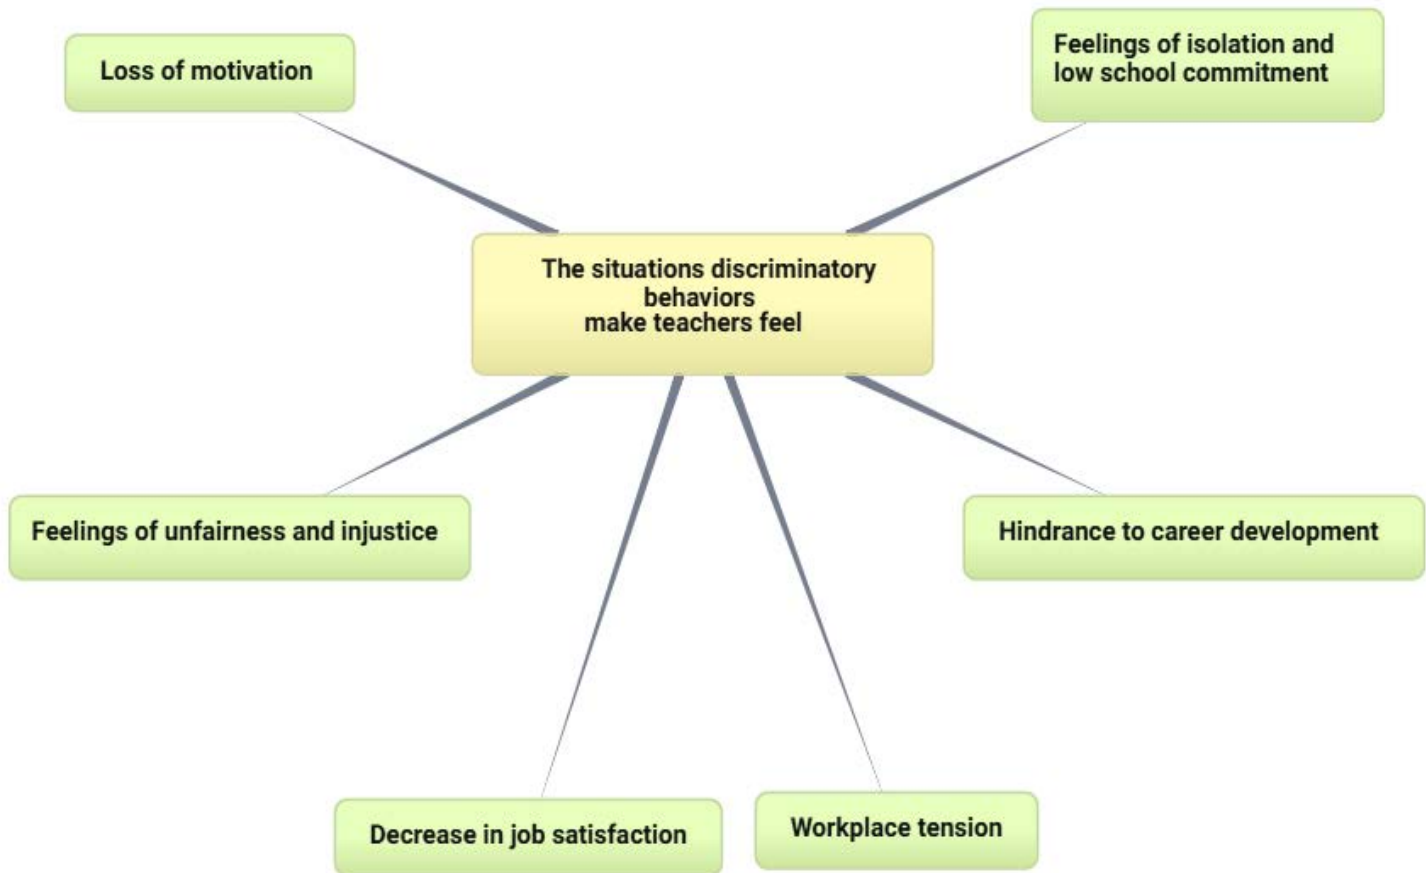 Loss of motivation
Feelings of isolation and
low school commitment
The situations discriminatory
behaviors
make teachers feel
Feelings of unfairness and injustice
Hindrance to career development
Decrease in job satisfaction
Workplace tension